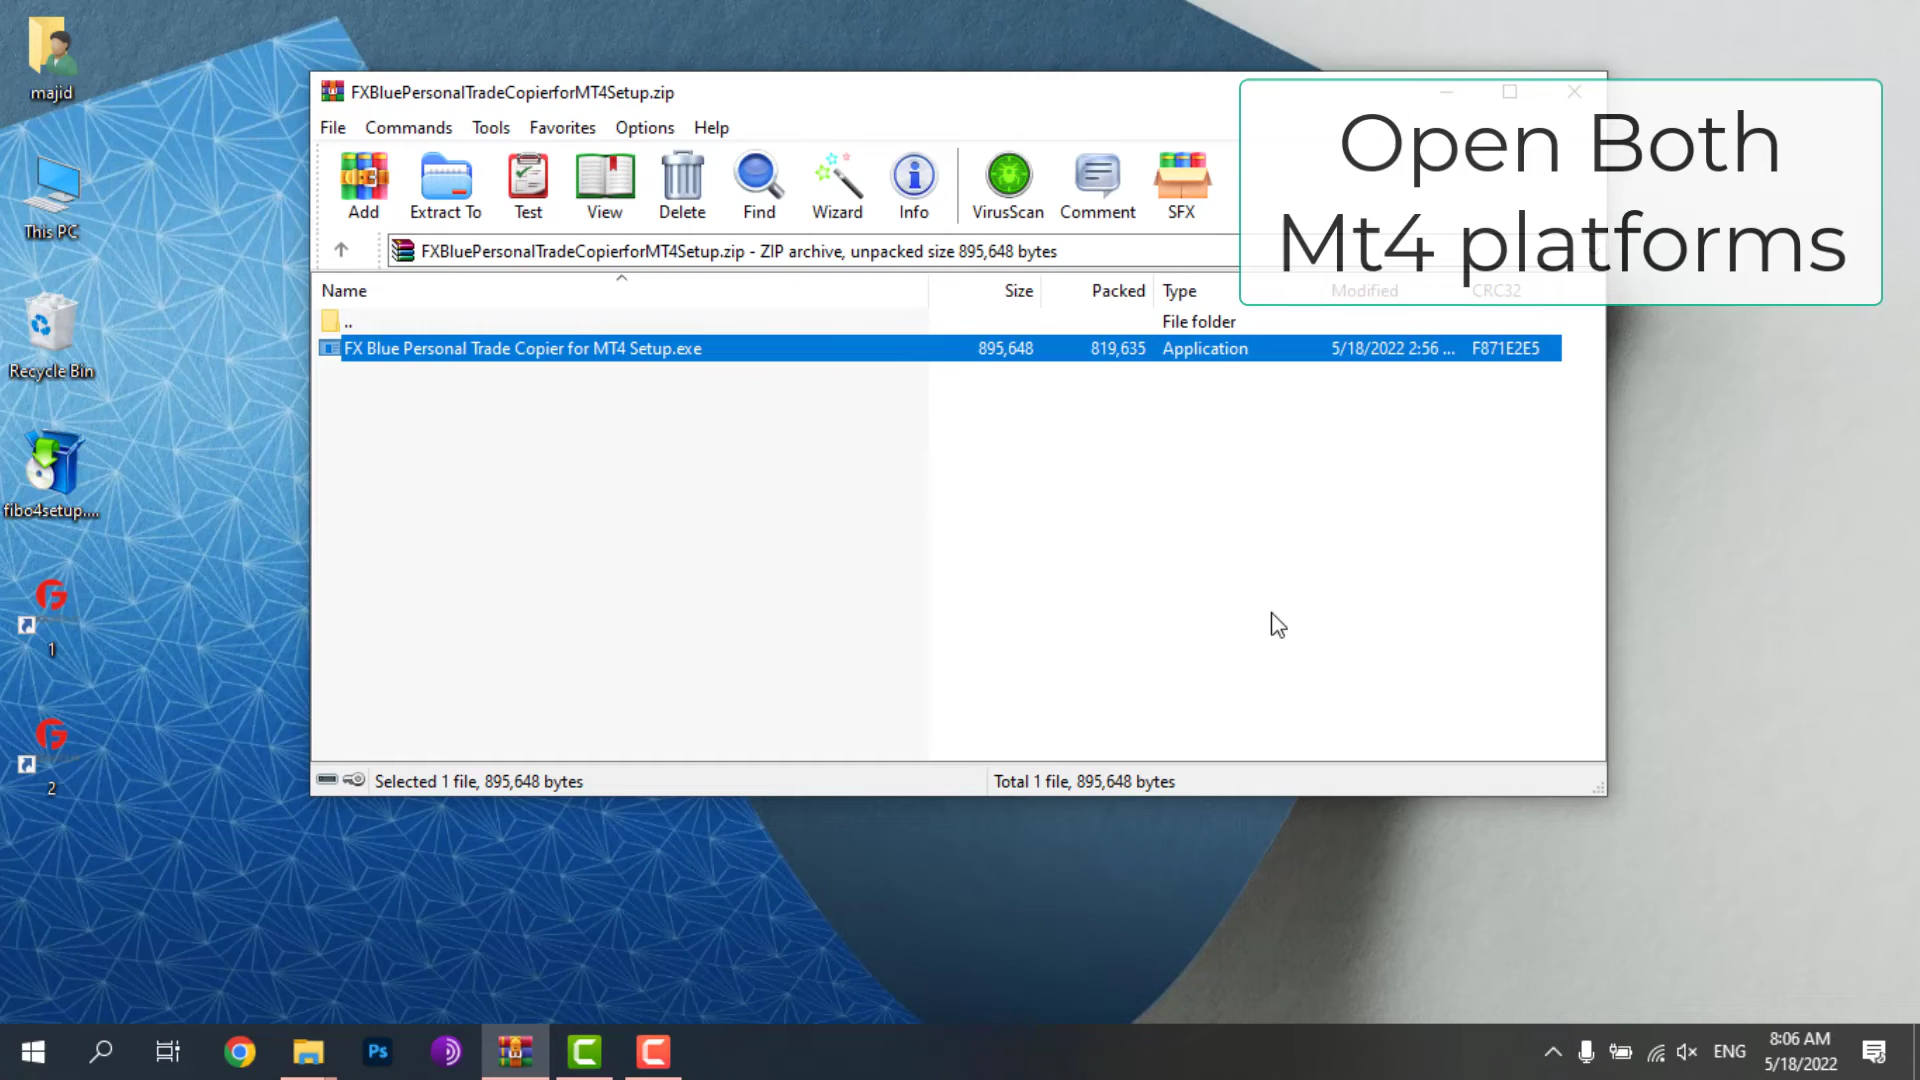 majid
This PC
Recycle Bin
fibo4setup....
1
2
FXBluePersonalTradeCopierforMT4Setup.zip
File Commands Tools Favorites Options Help
Add Extract To Test View Delete Find Wizard Info VirusScan Comment SFX
FXBluePersonalTradeCopierforMT4Setup.zip - ZIP archive, unpacked size 895,648 bytes
Open Both
Mt4 platforms
Name Size Packed Type Modified CRC32
.. File folder
FX Blue Personal Trade Copier for MT4 Setup.exe 895,648 819,635 Application 5/18/2022 2:56 ... F871E2E5
Selected 1 file, 895,648 bytes Total 1 file, 895,648 bytes
Ps
ENG
8:06 AM
5/18/2022